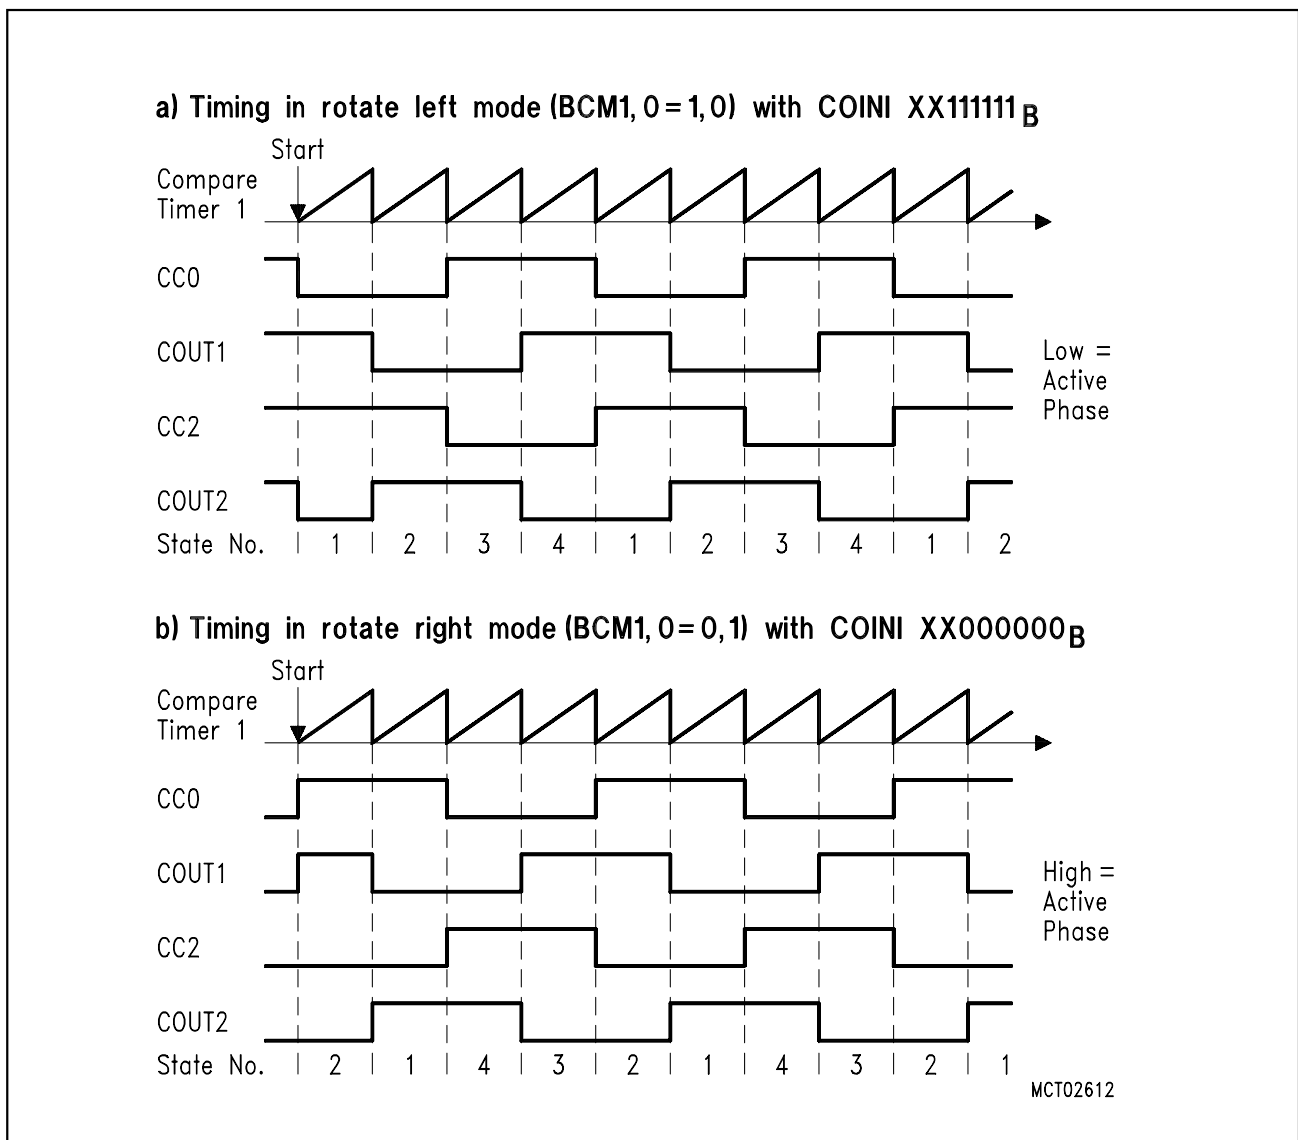 a) Timing in rotate left mode (BCM1, 0 = 1, 0) with COINI XX111111B
Start
Compare
Timer 1
CC0
COUT1
Low =
Active
Phase
CC2
COUT2
State No. 1 2 3 4 1 2 3 4 1 2
b) Timing in rotate right mode (BCM1, 0 = 0, 1) with COINI XX000000B
Start
Compare
Timer 1
CC0
COUT1
High =
Active
Phase
CC2
COUT2
State No. 2 1 4 3 2 1 4 3 2 1
MCT02612